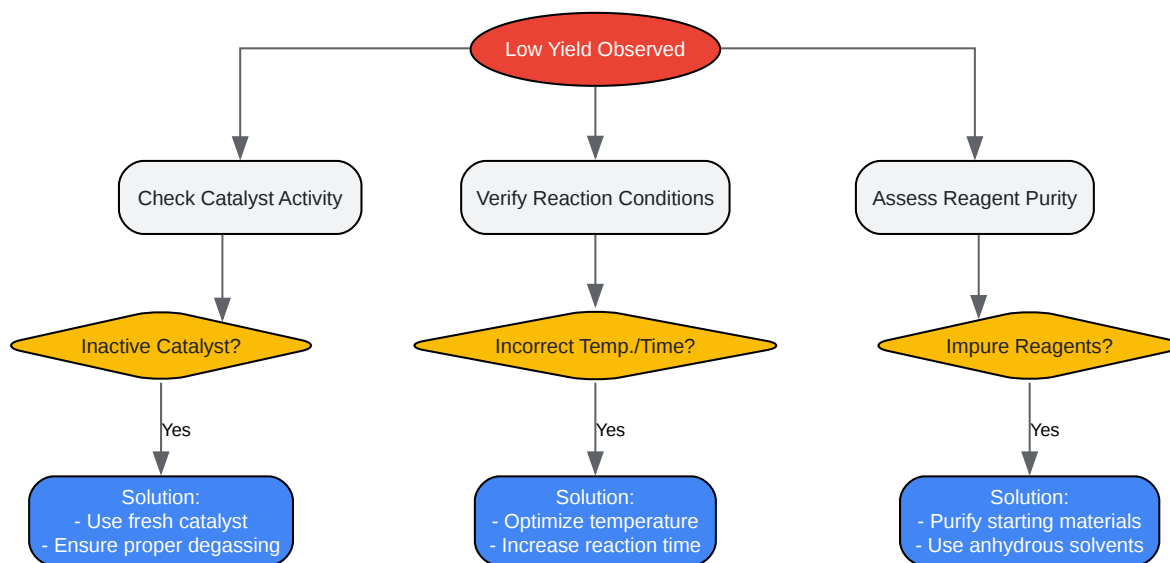 Low Yield Observed
Check Catalyst Activity
Verify Reaction Conditions
Assess Reagent Purity
Inactive Catalyst?
Incorrect Temp./Time?
Impure Reagents?
Yes
Yes
Yes
Solution:
- Use fresh catalyst
- Ensure proper degassing
Solution:
- Optimize temperature
- Increase reaction time
Solution:
- Purify starting materials
- Use anhydrous solvents